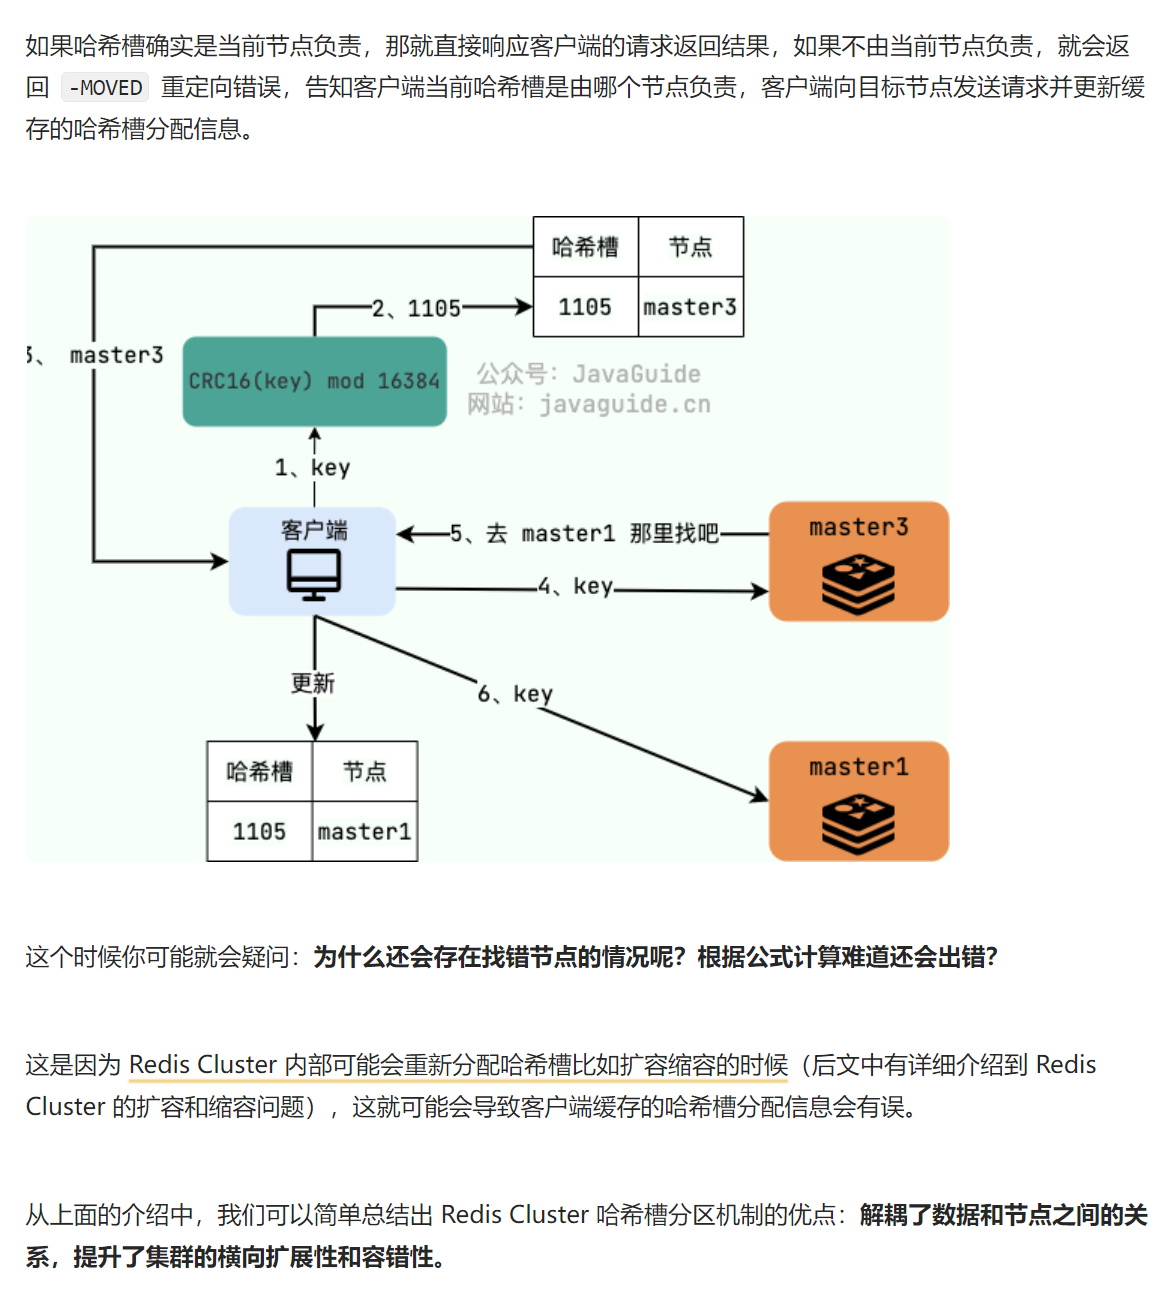 如果哈希槽确实是当前节点负责，那就直接响应客户端的请求返回结果，如果不由当前节点负责，就会返
回 -MOVED 重定向错误，告知客户端当前哈希槽是由哪个节点负责，客户端向目标节点发送请求并更新缓
存的哈希槽分配信息。
哈希槽 节点
2、1105
1105 master3
3、 master3
CRC16(key) mod 16384
公众号：JavaGuide
网站：javaguide.cn
1、key
客户端
5、去 master1 那里找吧
master3
4、key
更新
6、key
哈希槽 节点
master1
1105 master1
这个时候你可能就会疑问：为什么还会存在找错节点的情况呢？根据公式计算难道还会出错？
这是因为 Redis Cluster 内部可能会重新分配哈希槽比如扩容缩容的时候（后文中有详细介绍到 Redis
Cluster 的扩容和缩容问题），这就可能会导致客户端缓存的哈希槽分配信息会有误。
从上面的介绍中，我们可以简单总结出 Redis Cluster 哈希槽分区机制的优点：解耦了数据和节点之间的关
系，提升了集群的横向扩展性和容错性。